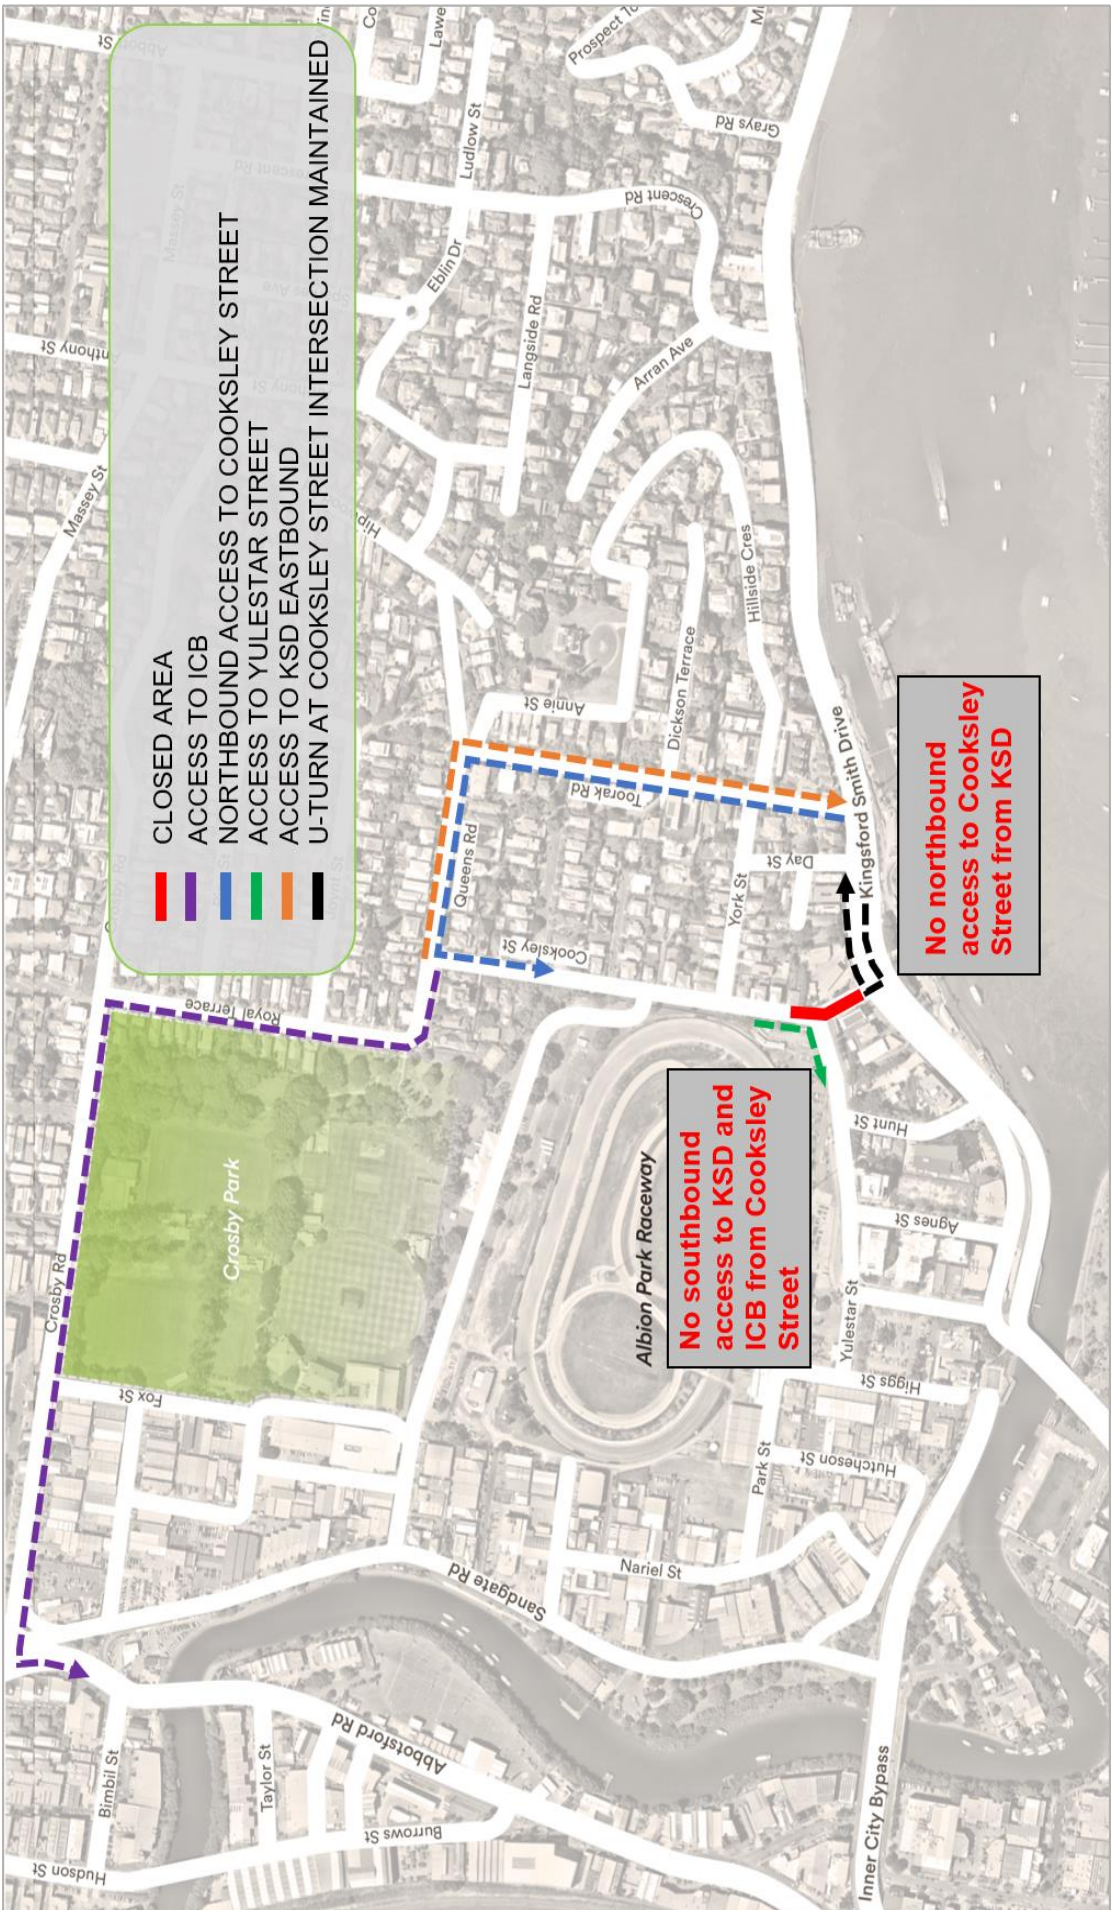 CLOSED AREA
ACCESS TO ICB
NORTHBOUND ACCESS TO COOKSLEY STREET
ACCESS TO YULESTAR STREET
ACCESS TO KSD EASTBOUND
U-TURN AT COOKSLEY STREET INTERSECTION MAINTAINED
Hudson St
Bimbil St
Taylor St
Burrows St
Abbotsford Rd
Inner City Bypass
Sandgate Rd
Nariel St
Park St
Hutcheson St
Higgs St
Yulestar St
Agnes St
Hunt St
Fox St
Crosby Rd
Crosby Park
Royal Terrace
Albion Park Raceway
No southbound
access to KSD and
ICB from Cooksley
Street
No northbound
access to Cooksley
Street from KSD
Cooksley St
Queens Rd
York St
Day St
Toorak Rd
Kingsford Smith Drive
Annie St
Dickson Terrace
Hillside Cres
Massey St
Massey St
Arran Ave
Langside Rd
Eblin Dr
Ludlow St
Crescent Rd
Grays Rd